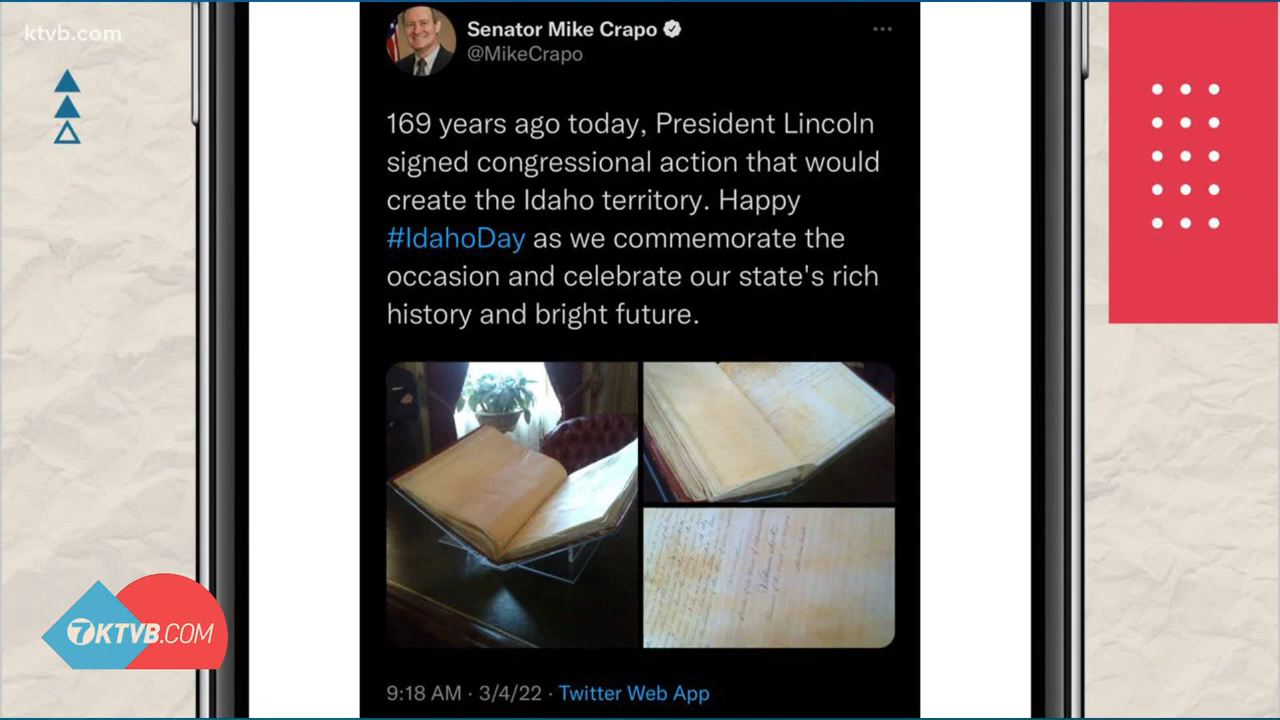 ktvb.com
Senator Mike Crapo
@MikeCrapo
169 years ago today, President Lincoln
signed congressional action that would
create the Idaho territory. Happy
#IdahoDay as we commemorate the
occasion and celebrate our state's rich
history and bright future.
7KTVB.COM
9:18 AM · 3/4/22 · Twitter Web App